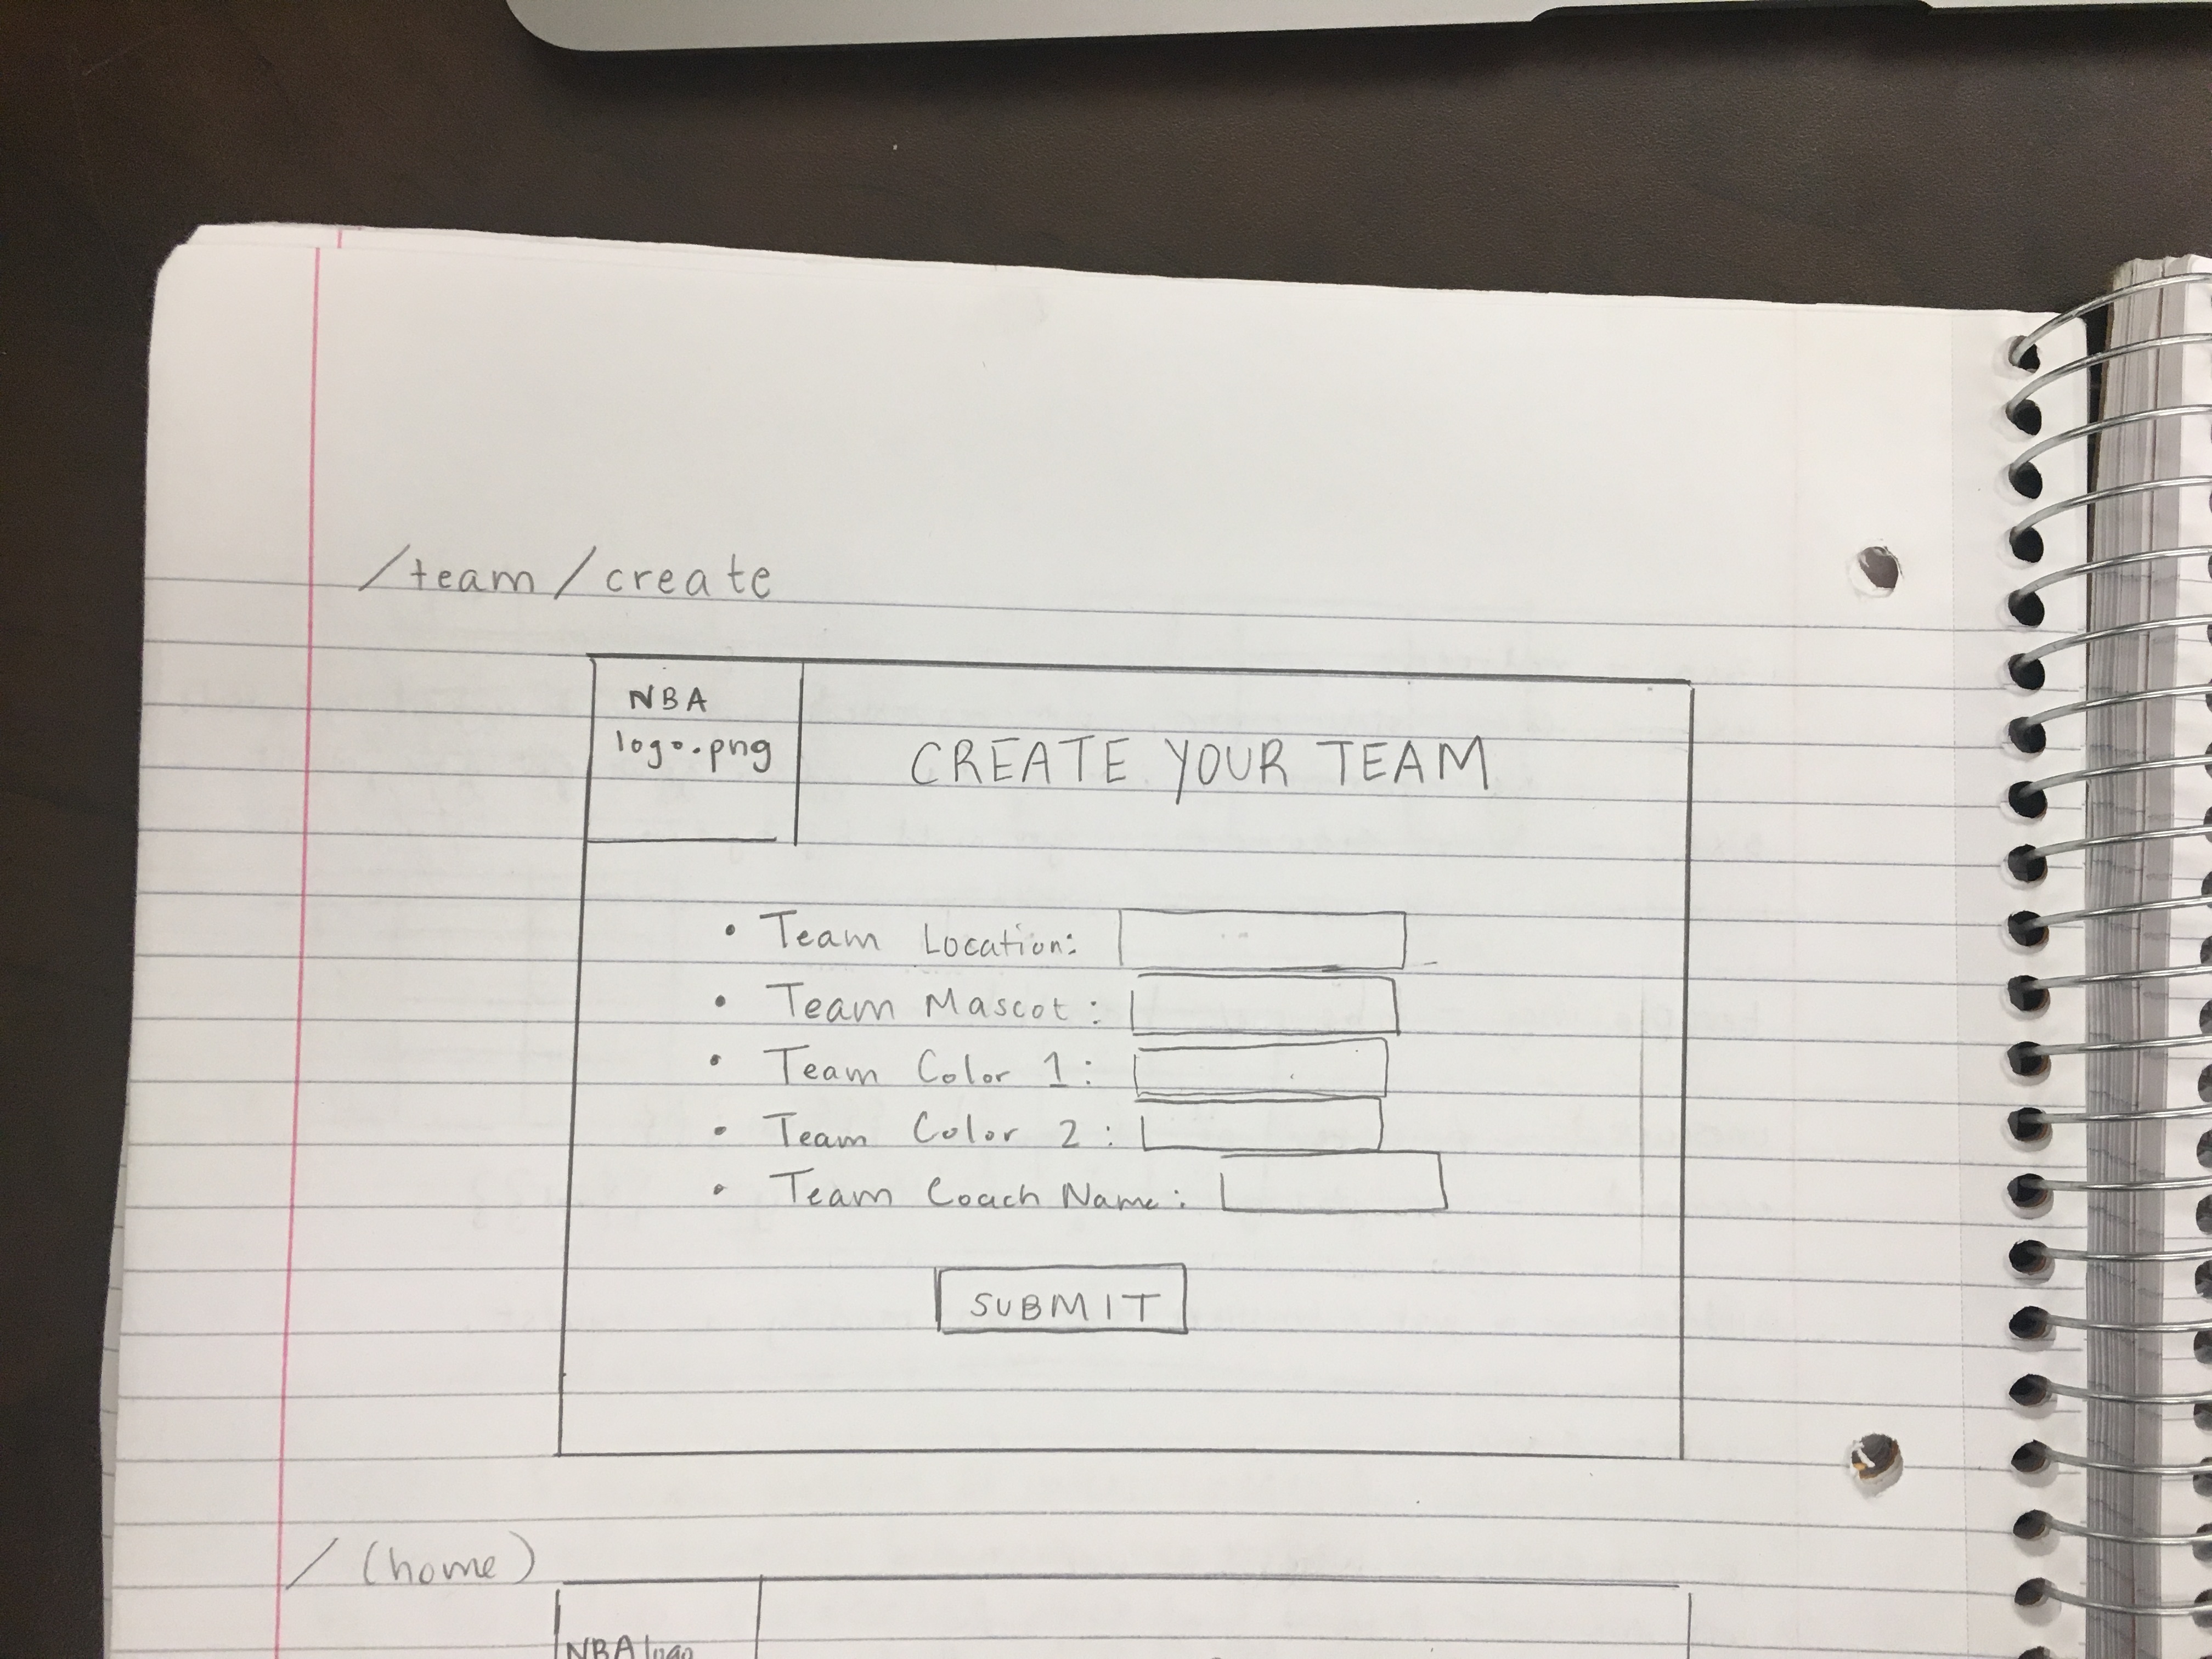 /team/create
NBA
logo.png
CREATE YOUR TEAM
• Team Location:
• Team Mascot:
• Team Color 1:
• Team Color 2:
• Team Coach Name:
SUBMIT
/ (home)
NBA logo